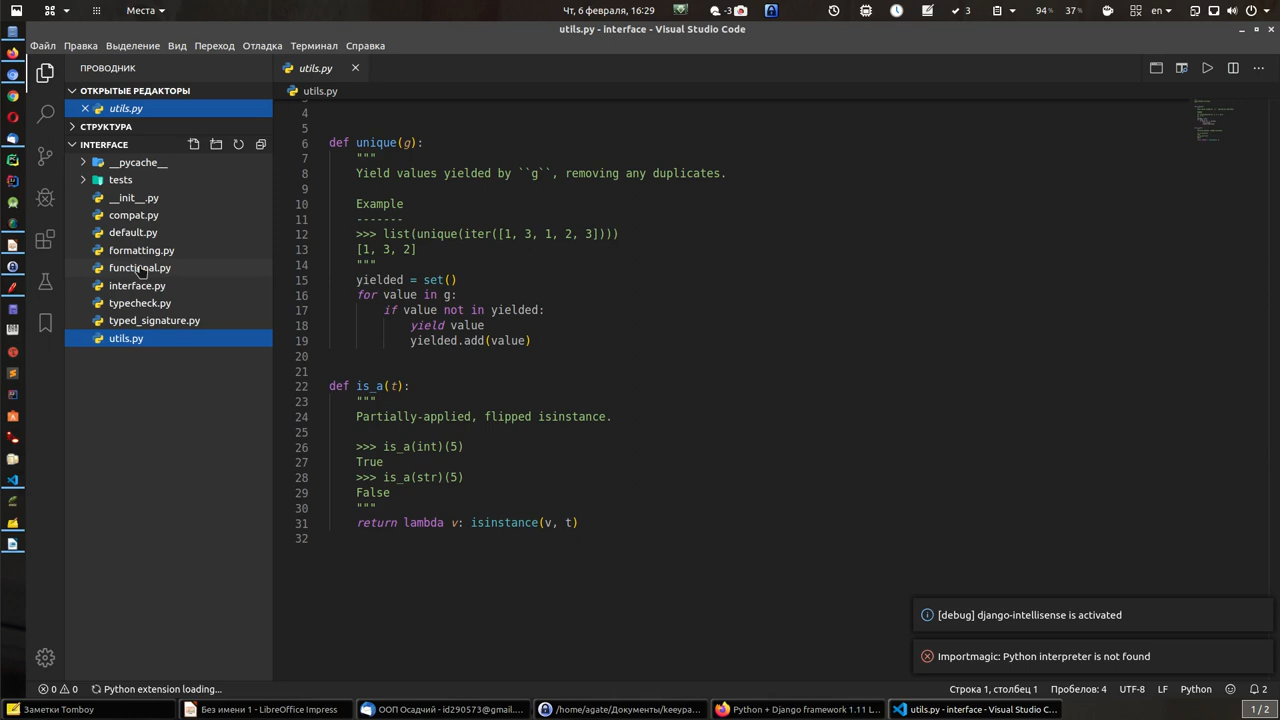 Места
Чт, 6 февраля, 16:29
-3
3
94%
37%
en
utils.py - interface - Visual Studio Code
Файл Правка Выделение Вид Переход Отладка Терминал Справка
ПРОВОДНИК
utils.py
ОТКРЫТЫЕ РЕДАКТОРЫ
utils.py
СТРУКТУРА
INTERFACE
__pycache__
tests
__init__.py
compat.py
default.py
formatting.py
functional.py
interface.py
typecheck.py
typed_signature.py
utils.py
utils.py
4
5
6 def unique(g):
7 """
8 Yield values yielded by ``g``, removing any duplicates.
9
10 Example
11 -------
12 >>> list(unique(iter([1, 3, 1, 2, 3])))
13 [1, 3, 2]
14 """
15 yielded = set()
16 for value in g:
17 if value not in yielded:
18 yield value
19 yielded.add(value)
20
21
22 def is_a(t):
23 """
24 Partially-applied, flipped isinstance.
25
26 >>> is_a(int)(5)
27 True
28 >>> is_a(str)(5)
29 False
30 """
31 return lambda v: isinstance(v, t)
32
[debug] django-intellisense is activated
Importmagic: Python interpreter is not found
0 0 Python extension loading...
Строка 1, столбец 1 Пробелов: 4 UTF-8 LF Python 2
Заметки Tomboy
Без имени 1 - LibreOffice Impress
ООП Осадчий - id290573@gmail....
/home/agate/Документы/keepa...
Python + Django framework 1.11 L...
utils.py - interface - Visual Studio C...
1 / 2